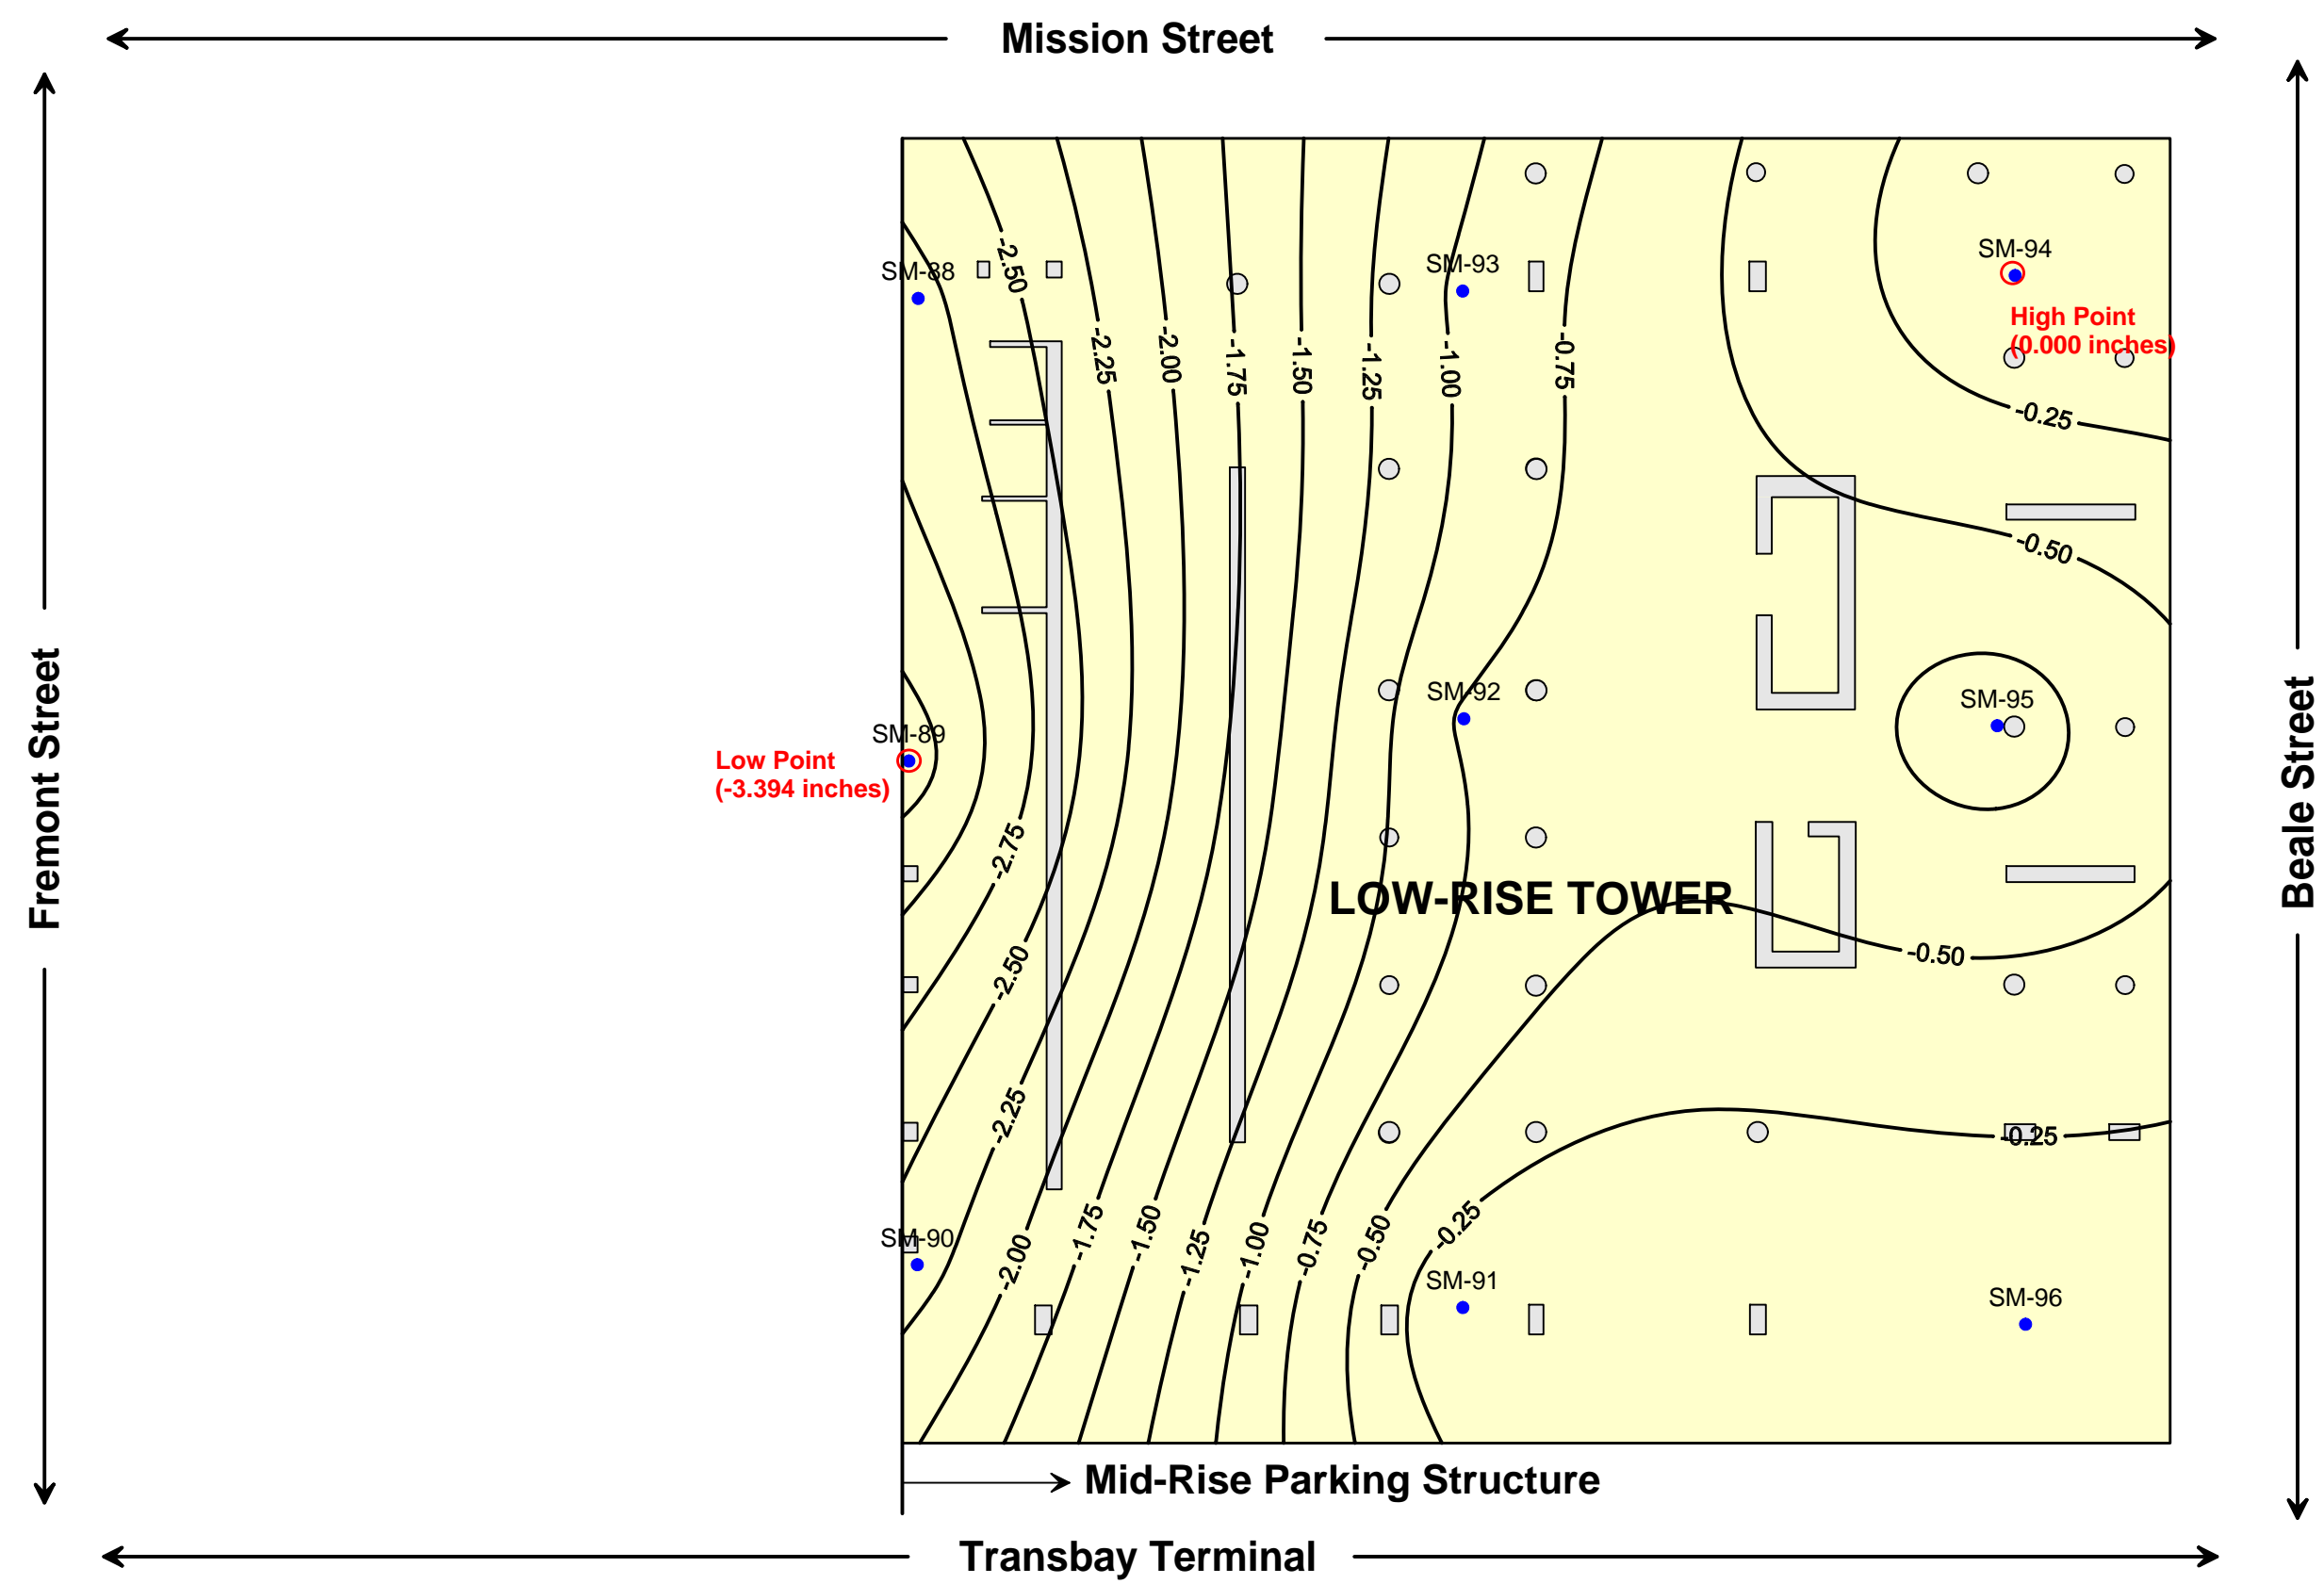 Mission Street
Fremont Street
Beale Street
SM-88
SM-93
SM-94
High Point
(0.000 inches)
-2.50
-2.25
-2.00
-1.75
-1.50
-1.25
-1.00
-0.75
-0.25
-0.50
SM-92
SM-95
SM-89
Low Point
(-3.394 inches)
-2.75
LOW-RISE TOWER
-2.50
-0.50
-2.25
-0.25
SM-90
-2.00
-1.75
-1.50
-1.25
-1.00
-0.75
-0.50
-0.25
SM-91
SM-96
Mid-Rise Parking Structure
Transbay Terminal